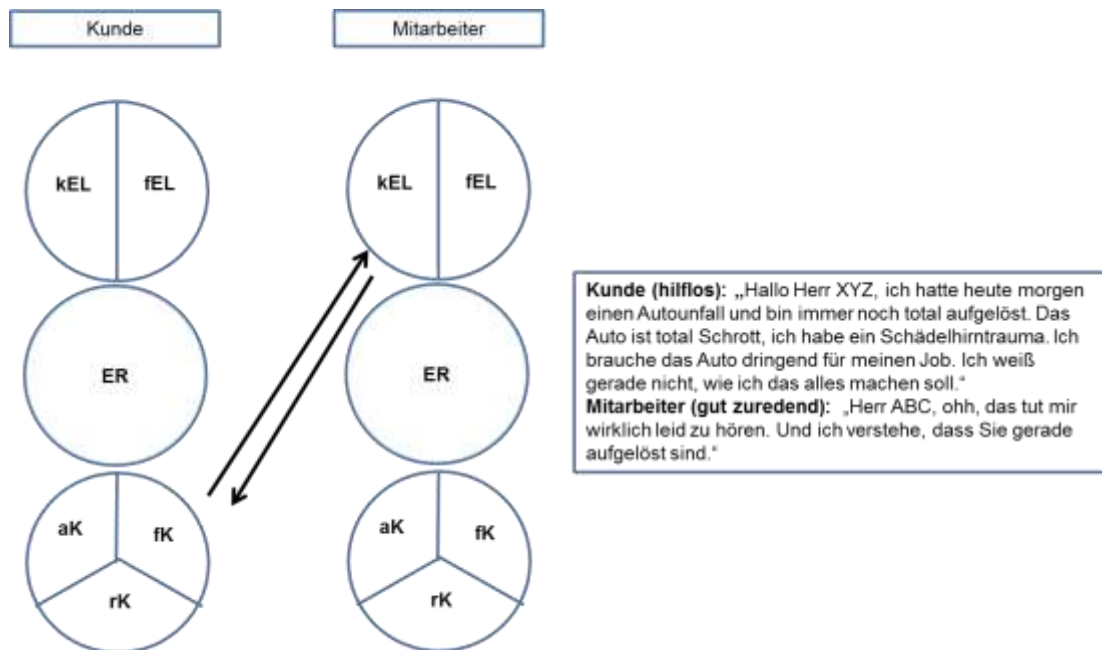 Kunde
Mitarbeiter
kEL
fEL
kEL
fEL
ER
ER
Kunde (hilflos): „Hallo Herr XYZ, ich hatte heute morgen
einen Autounfall und bin immer noch total aufgelöst. Das
Auto ist total Schrott, ich habe ein Schädelhirntrauma. Ich
brauche das Auto dringend für meinen Job. Ich weiß
gerade nicht, wie ich das alles machen soll.“
Mitarbeiter (gut zuredend): „Herr ABC, ohh, das tut mir
wirklich leid zu hören. Und ich verstehe, dass Sie gerade
aufgelöst sind.“
aK
fK
rK
aK
fK
rK